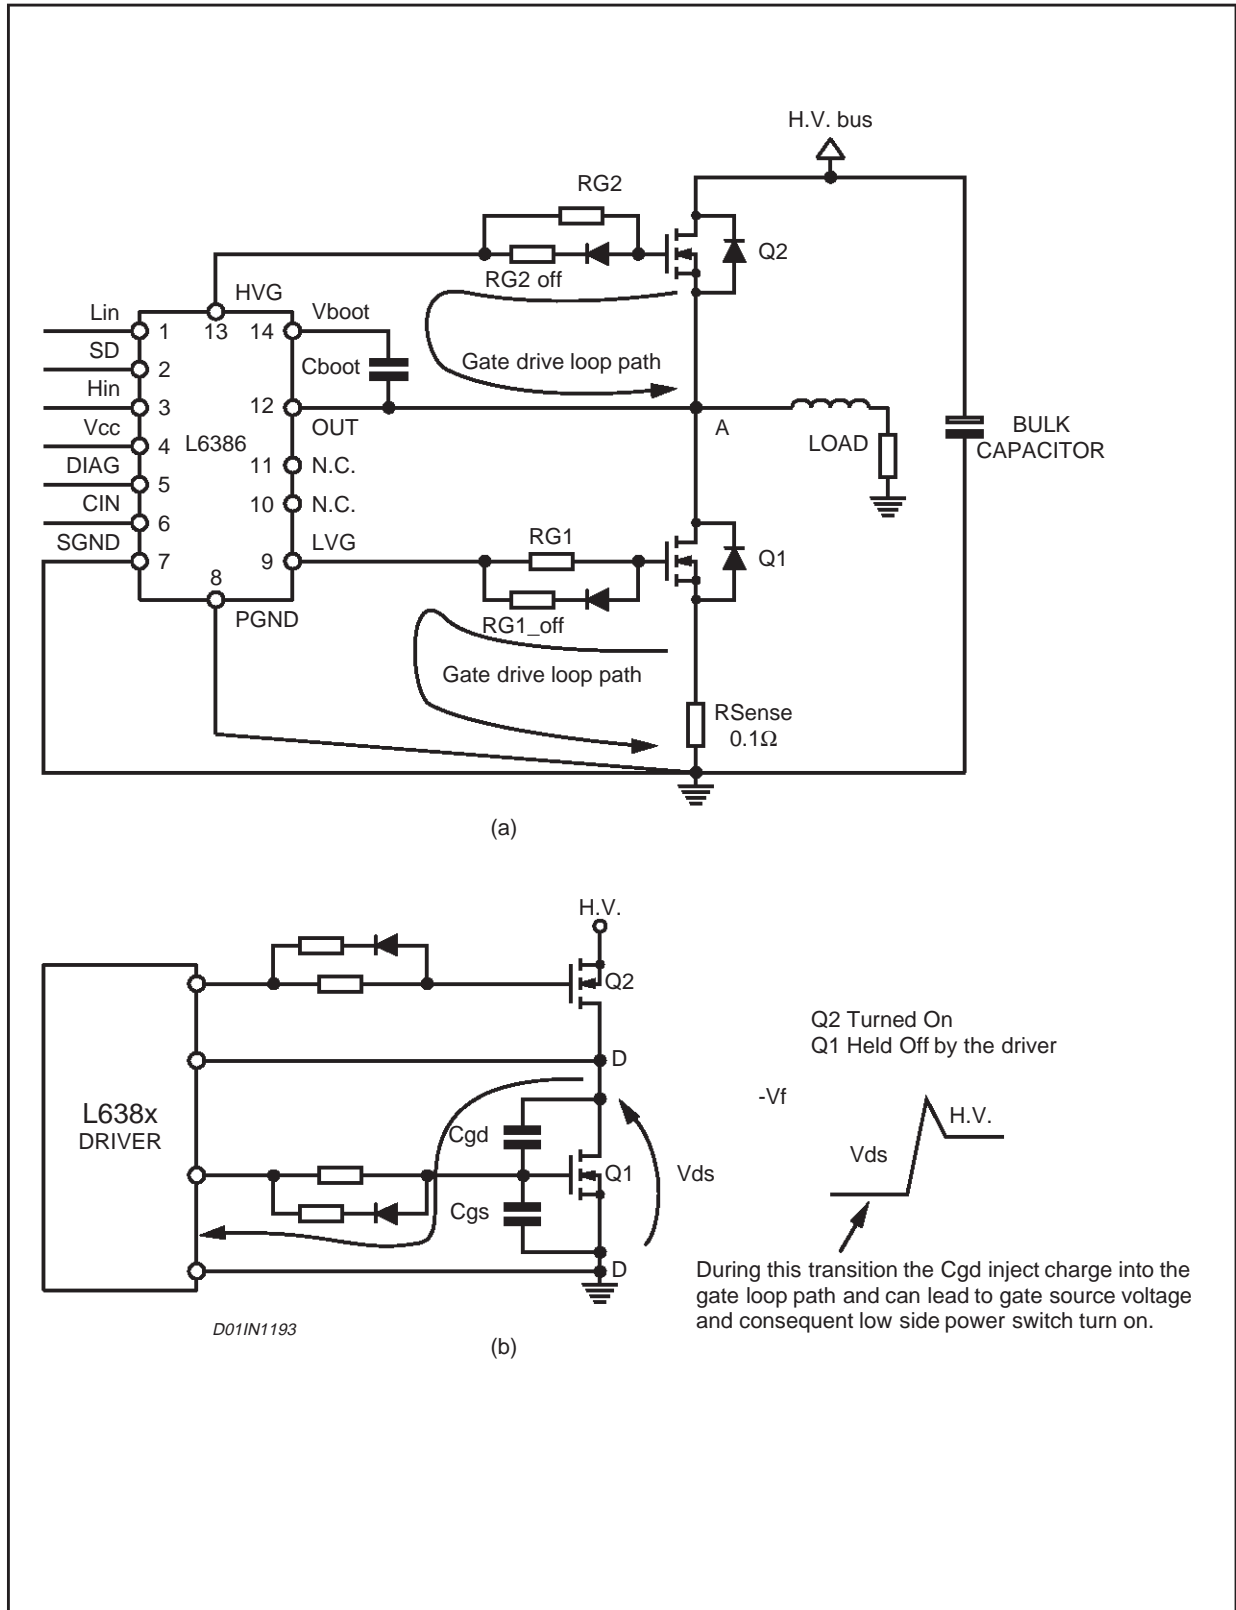 H.V. bus
RG2
Q2
RG2 off
HVG
Lin
Vboot
1
13
14
SD
Cboot
Gate drive loop path
2
Hin
3
12
Vcc
OUT
A
4
L6386
LOAD
BULK
CAPACITOR
DIAG
11
N.C.
5
CIN
10
N.C.
6
SGND
LVG
RG1
7
9
Q1
8
PGND
RG1_off
Gate drive loop path
RSense
0.1Ω
(a)
H.V.
Q2
Q2 Turned On
Q1 Held Off by the driver
D
-Vf
L638x
DRIVER
H.V.
Cgd
Vds
Q1
Vds
Cgs
D
During this transition the Cgd inject charge into the
gate loop path and can lead to gate source voltage
and consequent low side power switch turn on.
D01IN1193
(b)